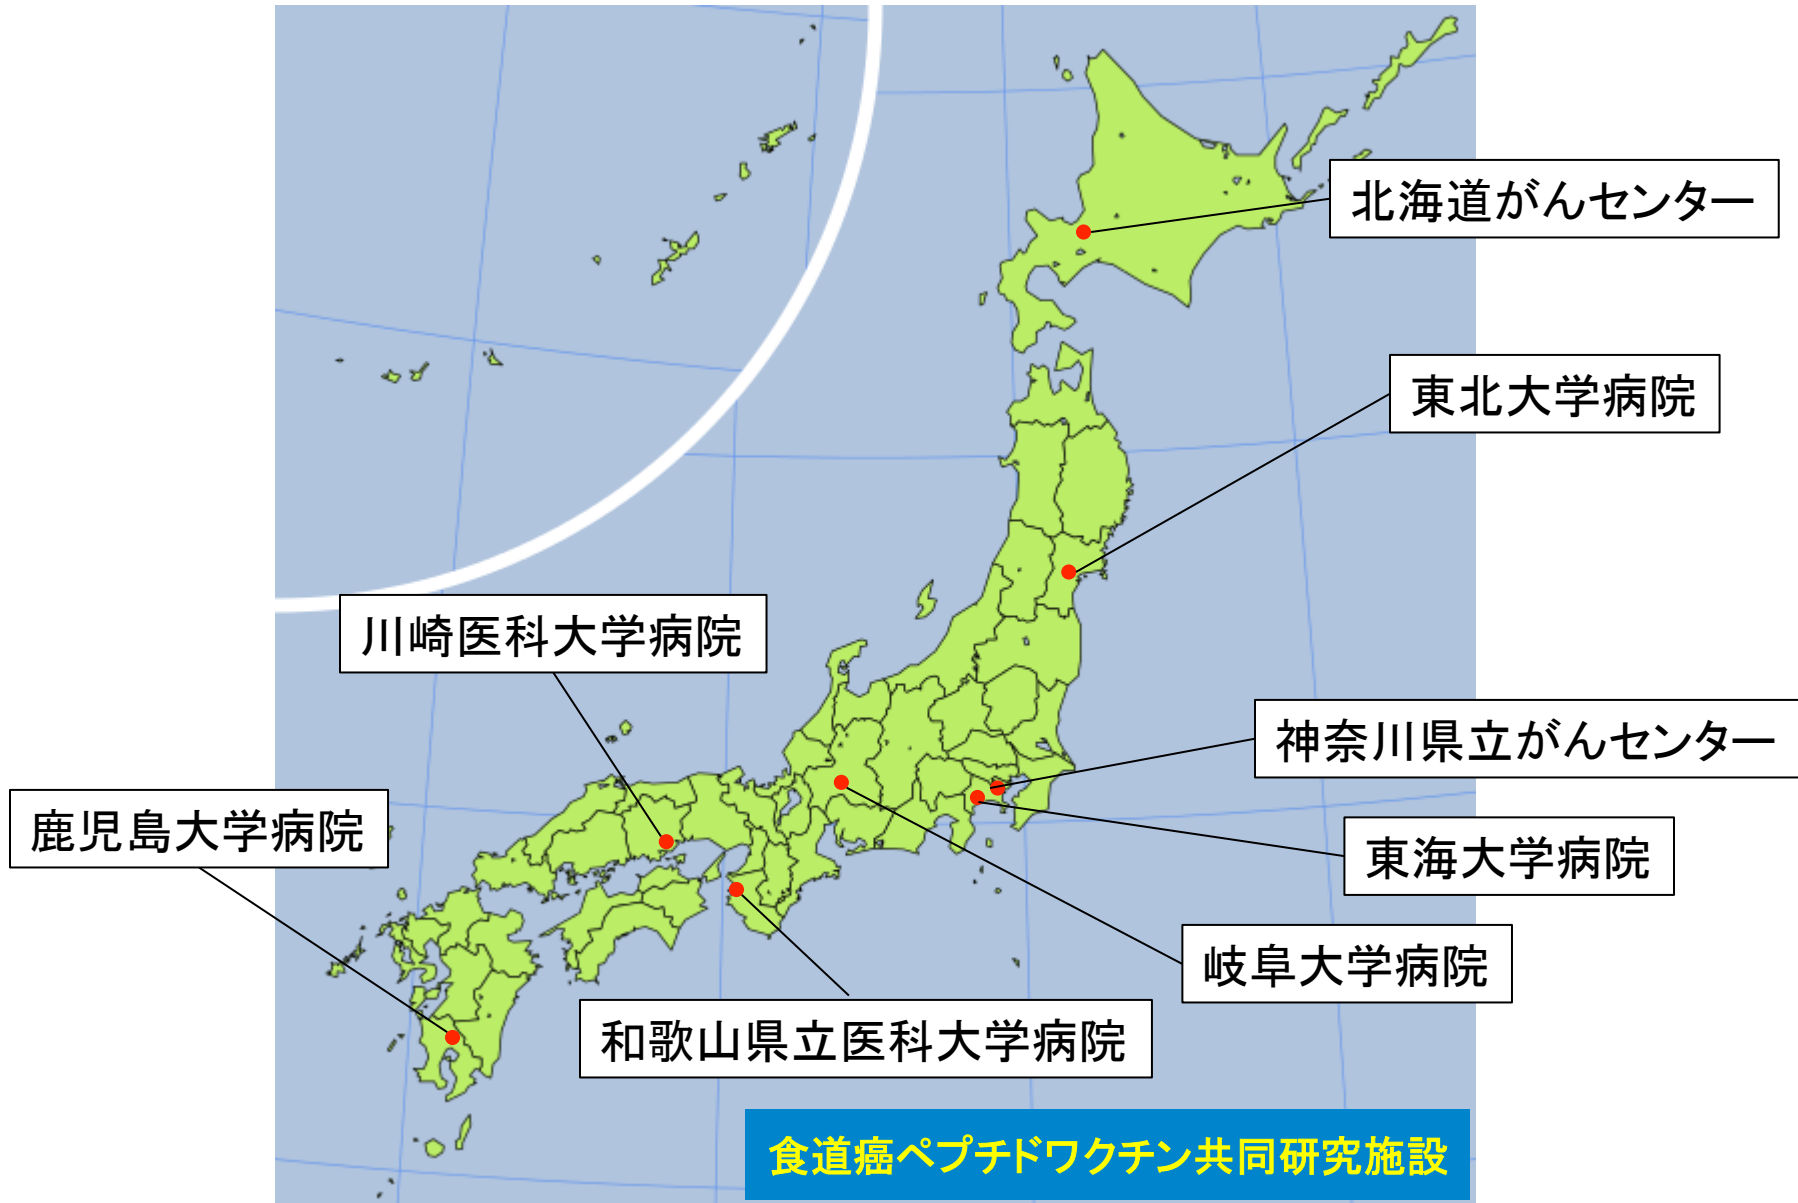 北海道がんセンター
東北大学病院
川崎医科大学病院
神奈川県立がんセンター
鹿児島大学病院
東海大学病院
岐阜大学病院
和歌山県立医科大学病院
食道癌ペプチドワクチン共同研究施設